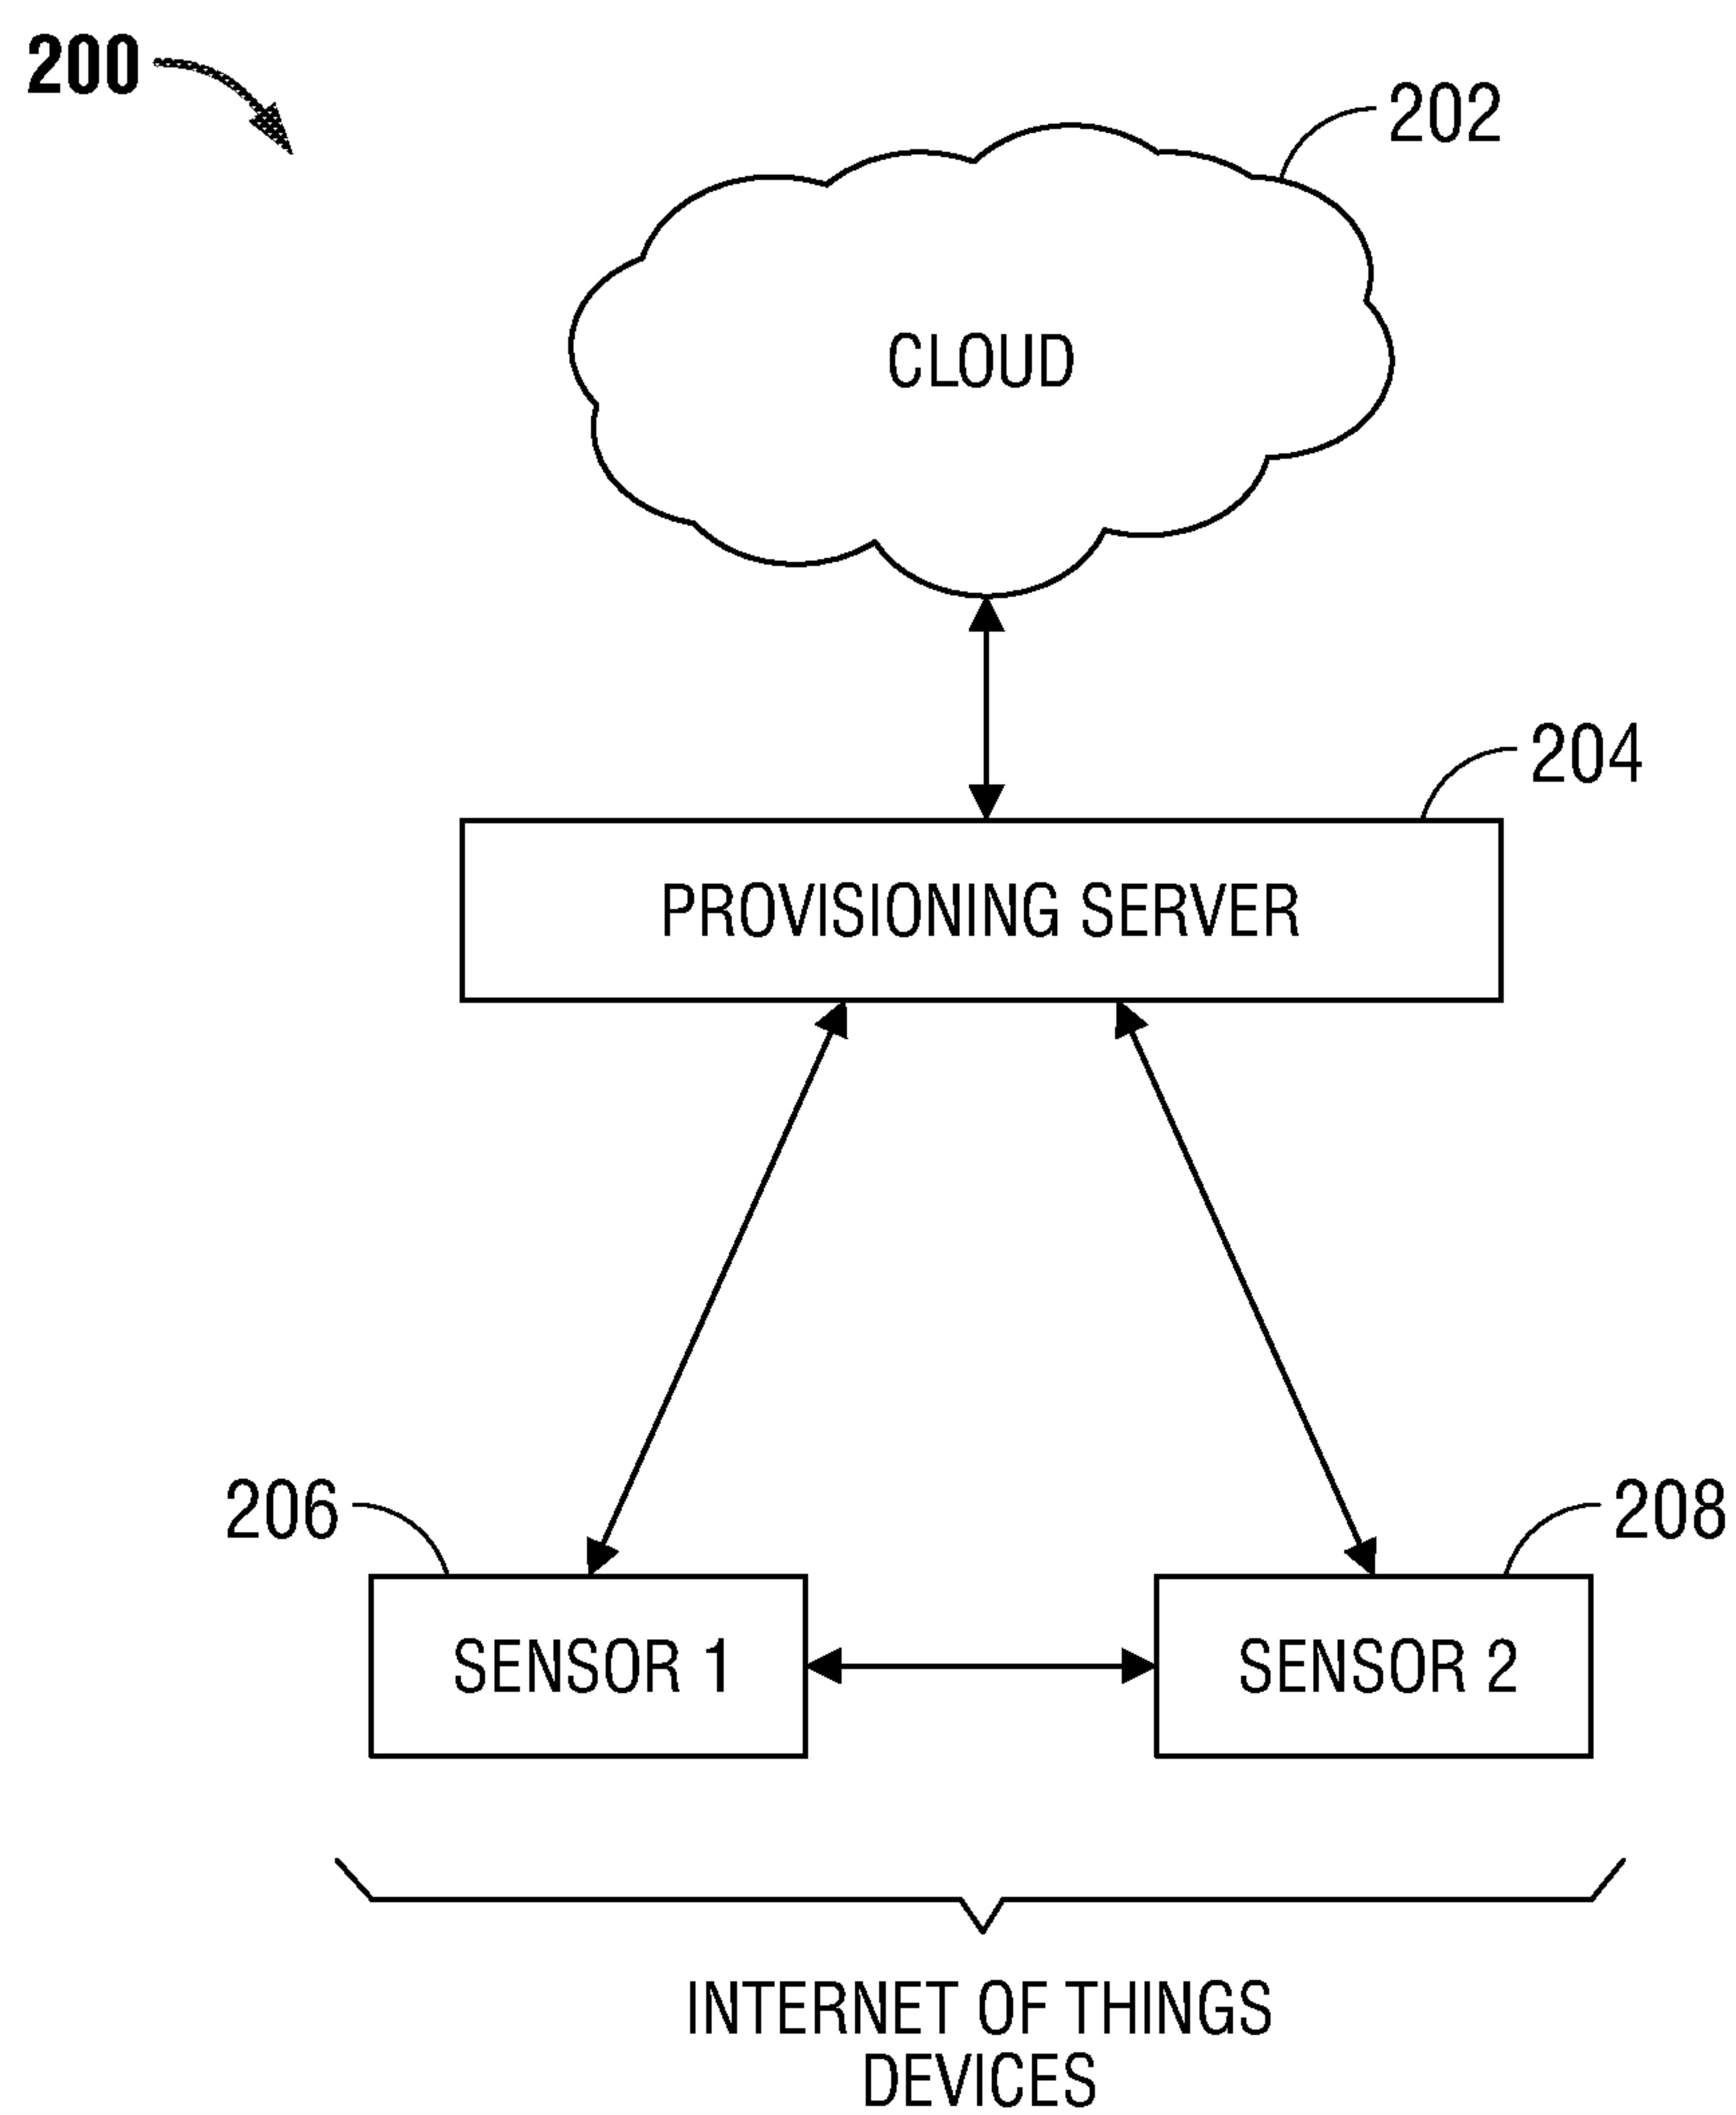 200
202
CLOUD
204
PROVISIONING SERVER
206
208
SENSOR 1
SENSOR 2
INTERNET OF THINGS
DEVICES